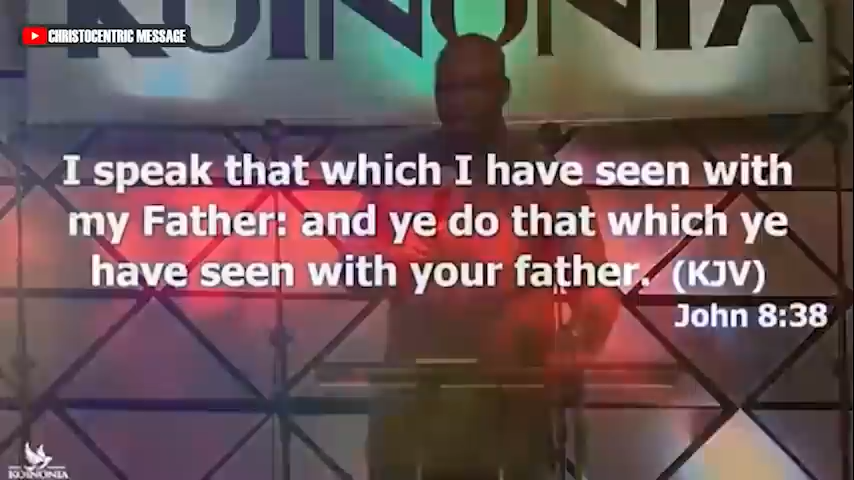 KOINONIA
CHRISTOCENTRIC MESSAGE
I speak that which I have seen with
my Father: and ye do that which ye
have seen with your father. (KJV)
John 8:38
KOINONIA